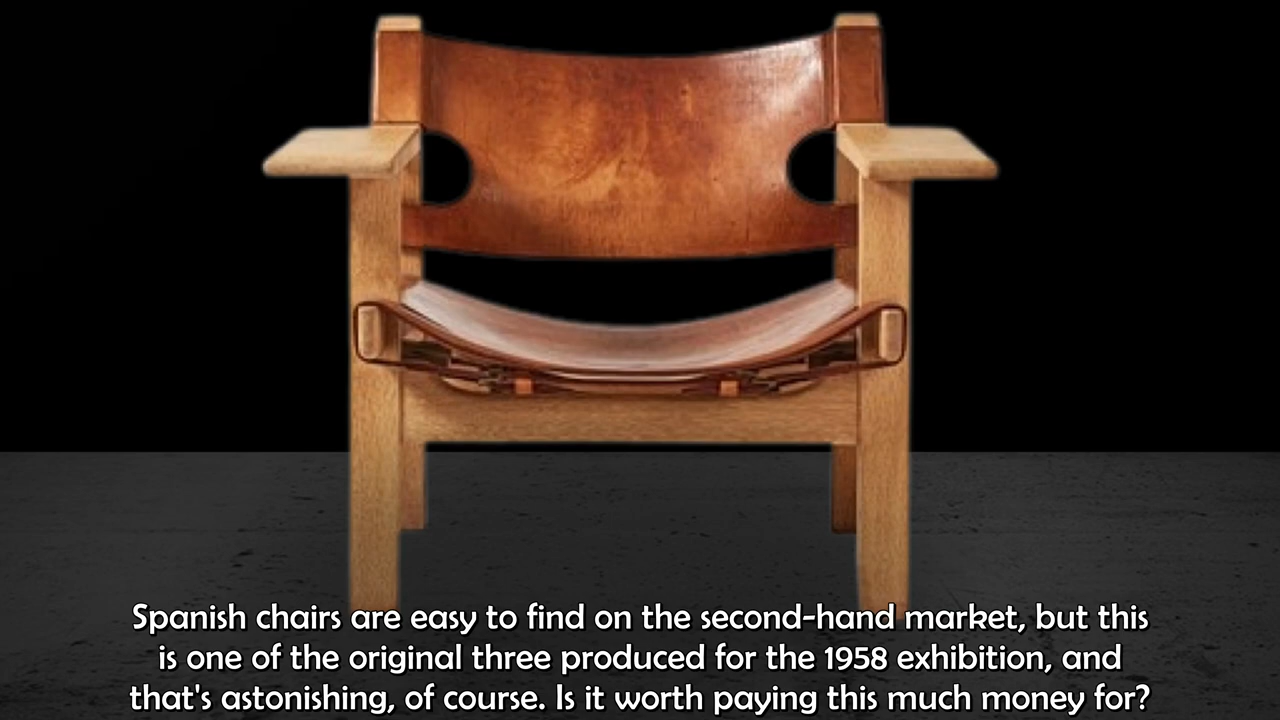 Spanish chairs are easy to find on the second-hand market, but this
is one of the original three produced for the 1958 exhibition, and
that's astonishing, of course. Is it worth paying this much money for?